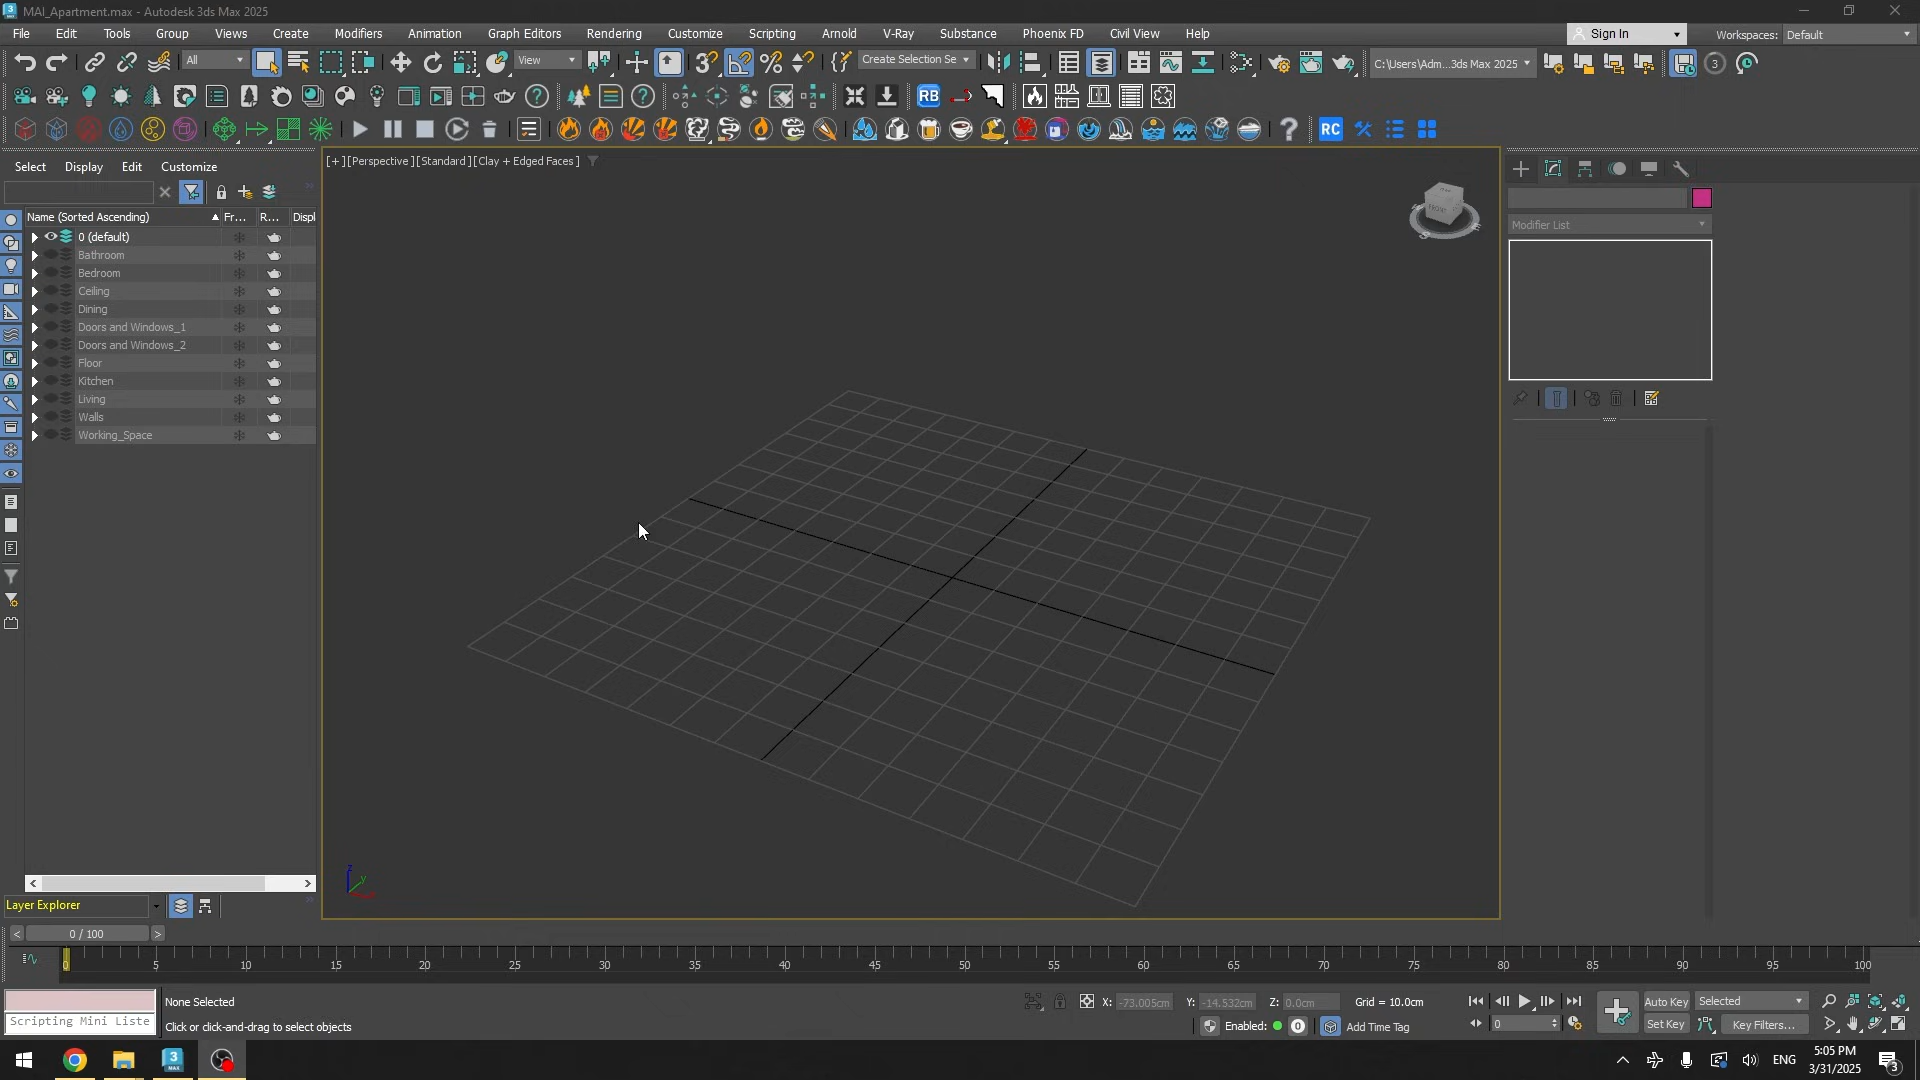 MAI_Apartment.max - Autodesk 3ds Max 2025
File Edit Tools Group Views Create Modifiers Animation Graph Editors Rendering Customize Scripting Arnold V-Ray Substance Phoenix FD Civil View Help
Sign In
Workspaces: Default
All
View
Create Selection Se
C:\Users\Adm...3ds Max 2025
3
RB
RC
Select Display Edit Customize
[+] [Perspective ] [Standard ] [Clay + Edged Faces ]
Name (Sorted Ascending) Fr... R... Displ
0 (default)
Bathroom
Bedroom
Ceiling
Dining
Doors and Windows_1
Doors and Windows_2
Floor
Kitchen
Living
Walls
Working_Space
FRONT
Modifier List
Layer Explorer
0 / 100
0 5 10 15 20 25 30 35 40 45 50 55 60 65 70 75 80 85 90 95 100
None Selected
X: -73.005cm Y: -14.532cm Z: 0.0cm Grid = 10.0cm
Auto Key Selected
Scripting Mini Liste
Click or click-and-drag to select objects
Enabled: 0 Add Time Tag
0
Set Key Key Filters...
ENG
5:05 PM
3/31/2025
3